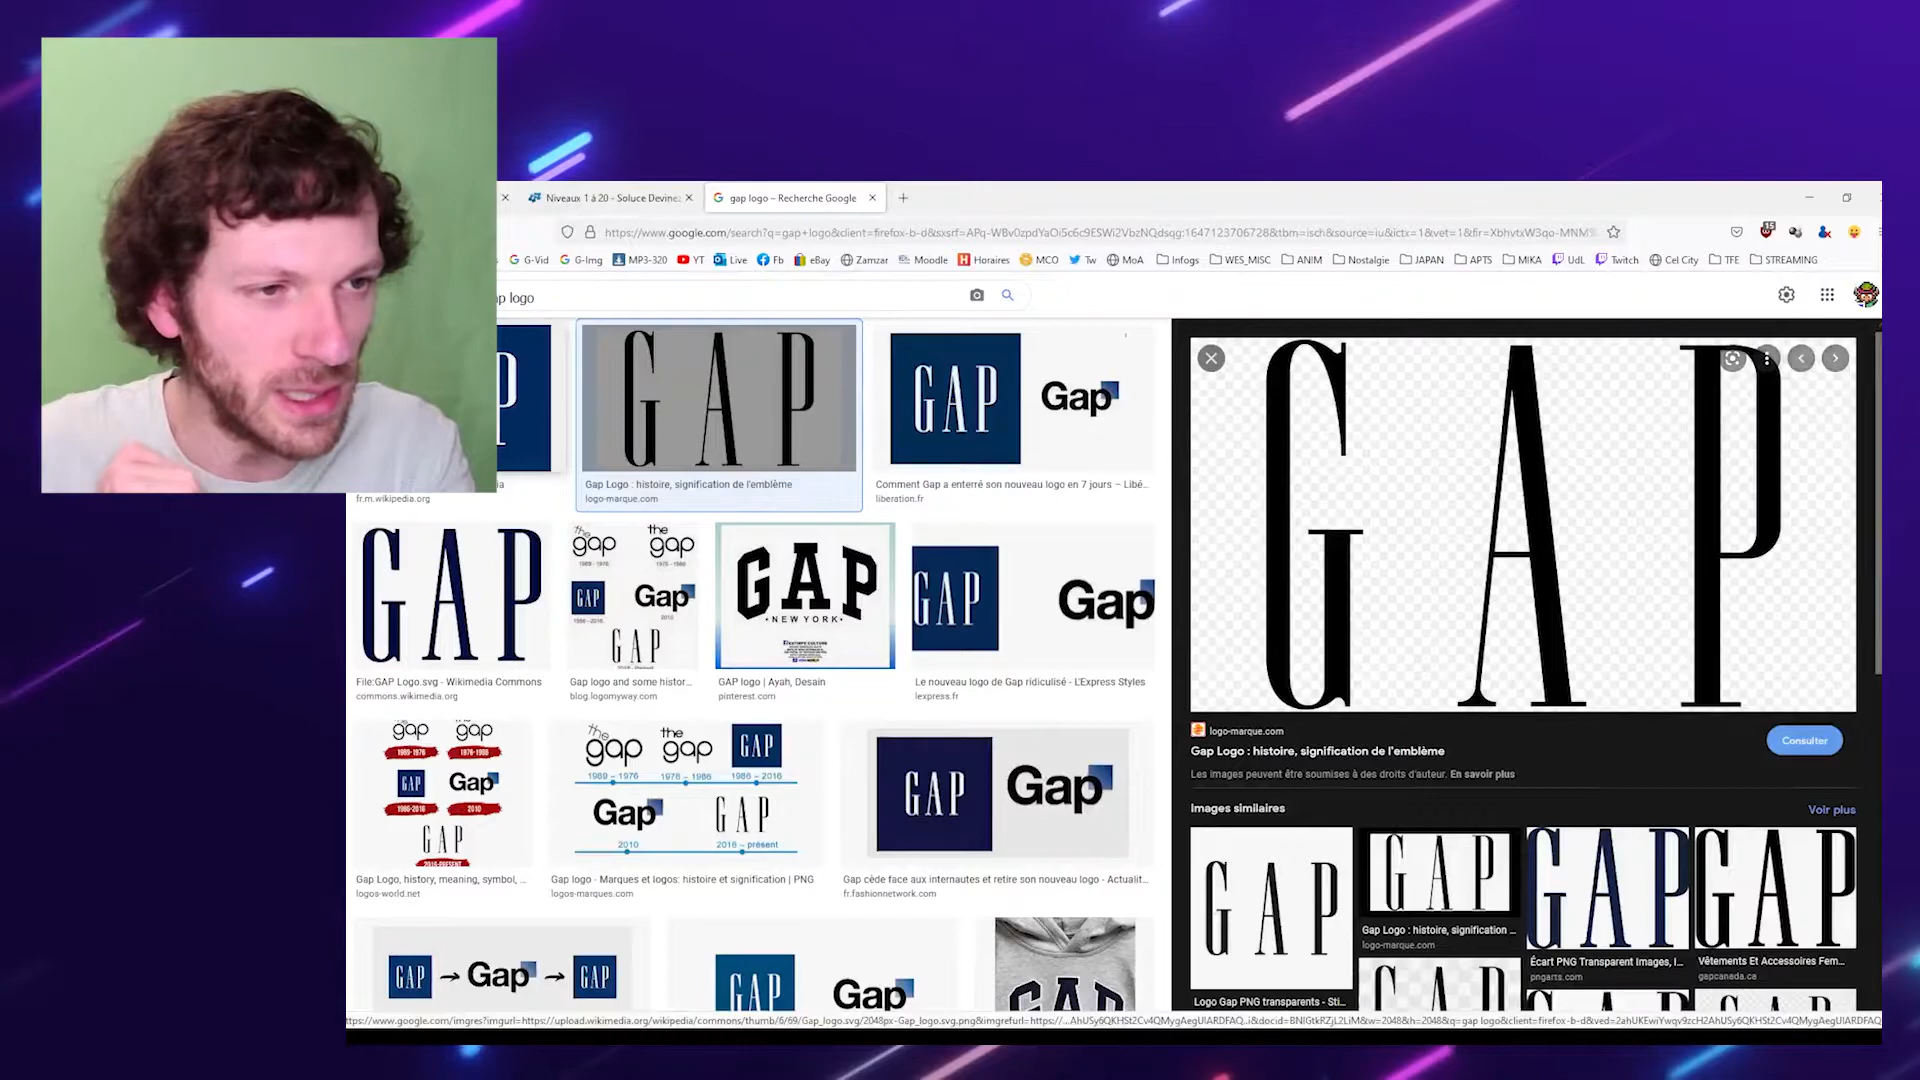 Niveaux 1 à 20 - Soluce Devine
gap logo – Recherche Google
15
G-Vid
G-Img
MP3-320
YT
Live
Fb
eBay
Zamzar
Moodle
Horaires
MCO
Tw
MoA
Infogs
WES_MISC
ANIM
Nostalgie
JAPAN
APTS
MIKA
UdL
Twitch
Cel City
TFE
STREAMING
p logo
G A P
GAP
Gap
fr.m.wikipedia.org
Gap Logo : histoire, signification de l'emblème
logo-marque.com
Comment Gap a enterré son nouveau logo en 7 jours – Libé...
liberation.fr
GAP
the gap
the gap
1969 - 1976
GAP
Gap
2010
GAP
GAP
•NEW YORK•
GAP
Gap
File:GAP Logo.svg - Wikimedia Commons
commons.wikimedia.org
Gap logo and some histor...
blog.logomyway.com
GAP logo | Ayah, Desain
pinterest.com
Le nouveau logo de Gap ridiculisé - L'Express Styles
lexpress.fr
gap
gap
GAP
Gap
1986-2016
2010
GAP
2016-PRESENT
the gap
the gap
GAP
1969 – 1976
1976 – 1986
1986 – 2016
Gap
GAP
2010
2016 – présent
GAP
Gap
Gap Logo, history, meaning, symbol, ...
logos-world.net
Gap logo - Marques et logos: histoire et signification | PNG
logos-marques.com
Gap cède face aux internautes et retire son nouveau logo - Actualit...
fr.fashionnetwork.com
GAP
Gap
GAP
GAP
Gap
GAP
G A P
logo-marque.com
Gap Logo : histoire, signification de l'emblème
Consulter
Les images peuvent être soumises à des droits d'auteur. En savoir plus
Images similaires
Voir plus
GAP
GAP
GAP
GAP
Gap Logo : histoire, signification ...
logo-marque.com
Écart PNG Transparent Images, I...
pngarts.com
Vêtements Et Accessoires Fem...
gapcanada.ca
Logo Gap PNG transparents - Sti...